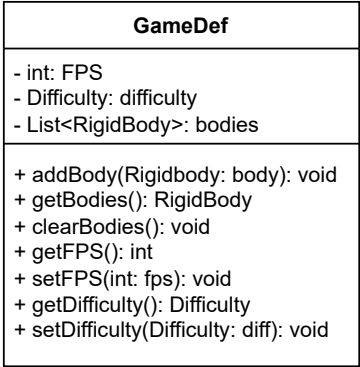 GameDef
- int: FPS
- Difficulty: difficulty
- List<RigidBody>: bodies
+ addBody(Rigidbody: body): void
+ getBodies(): RigidBody
+ clearBodies(): void
+ getFPS(): int
+ setFPS(int: fps): void
+ getDifficulty(): Difficulty
+ setDifficulty(Difficulty: diff): void